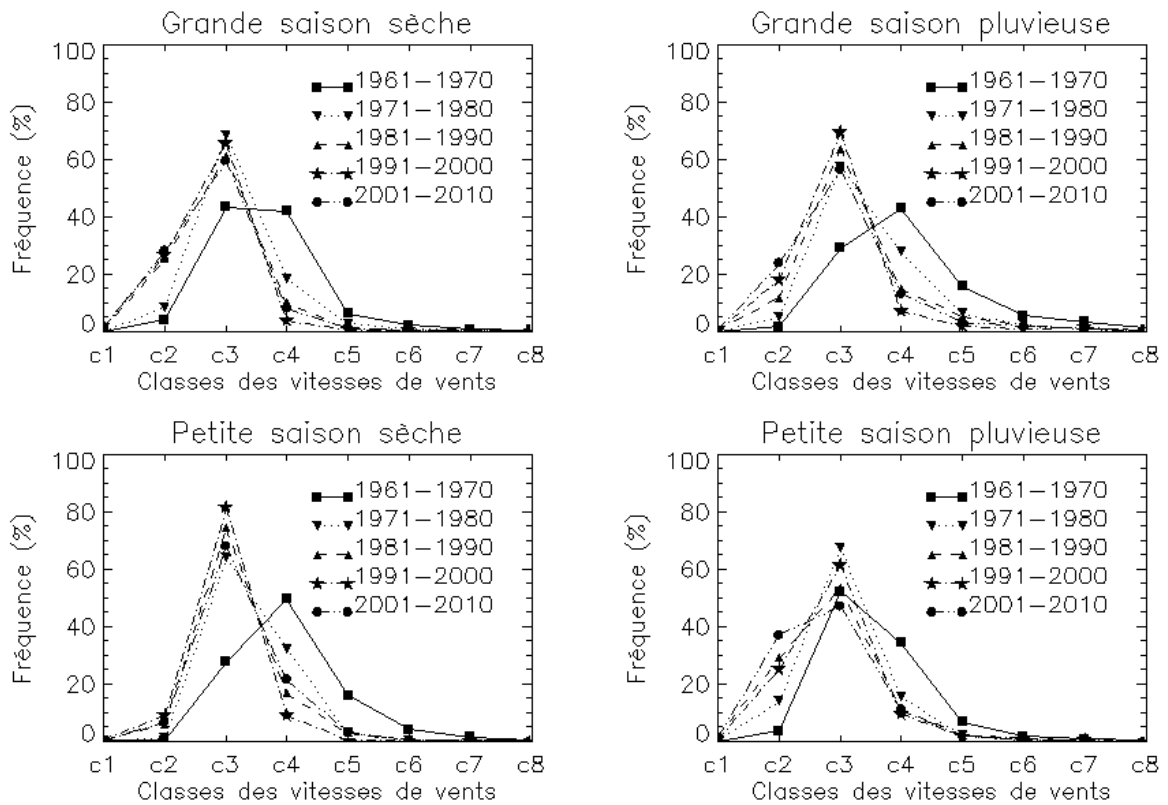 Grande saison sèche
100
80
60
40
20
0
Fréquence (%)
1961-1970
1971-1980
1981-1990
1991-2000
2001-2010
c1 c2 c3 c4 c5 c6 c7 c8
Classes des vitesses de vents
Grande saison pluvieuse
100
80
60
40
20
0
Fréquence (%)
1961-1970
1971-1980
1981-1990
1991-2000
2001-2010
c1 c2 c3 c4 c5 c6 c7 c8
Classes des vitesses de vents
Petite saison sèche
100
80
60
40
20
0
Fréquence (%)
1961-1970
1971-1980
1981-1990
1991-2000
2001-2010
c1 c2 c3 c4 c5 c6 c7 c8
Classes des vitesses de vents
Petite saison pluvieuse
100
80
60
40
20
0
Fréquence (%)
1961-1970
1971-1980
1981-1990
1991-2000
2001-2010
c1 c2 c3 c4 c5 c6 c7 c8
Classes des vitesses de vents